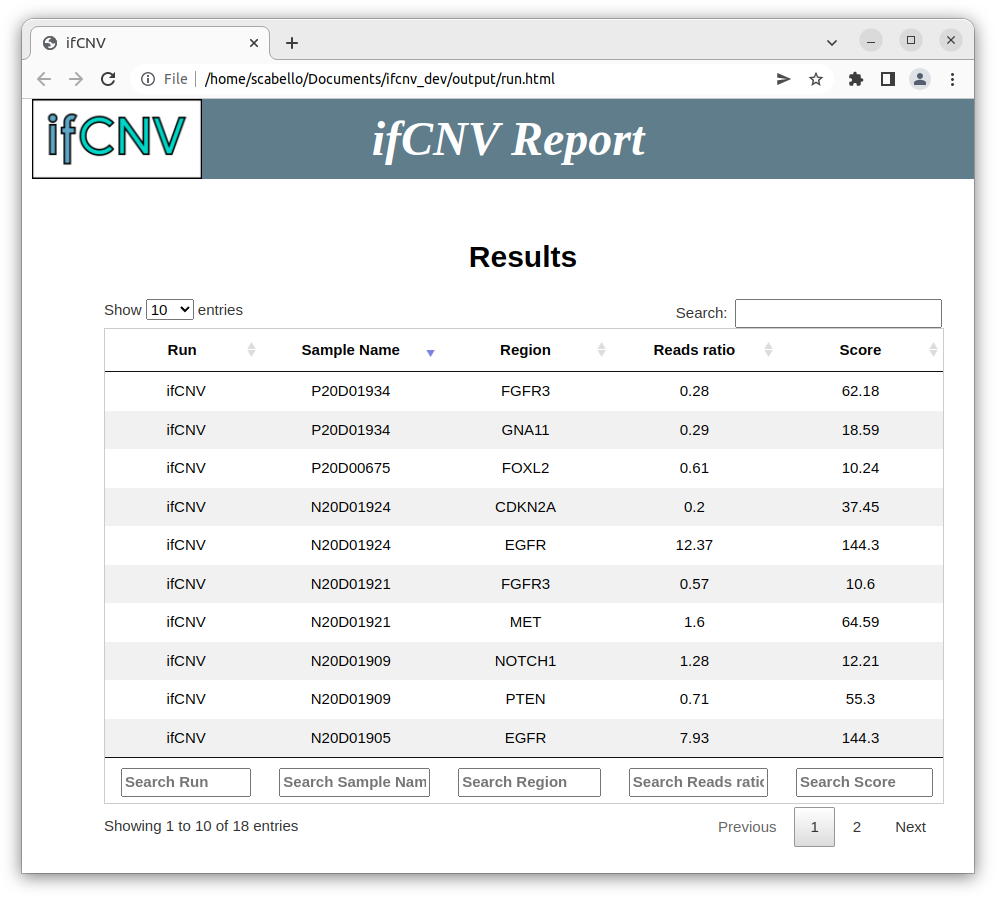 ifCNV
File /home/scabello/Documents/ifcnv_dev/output/run.html
ifCNV ifCNV Report
Results
Show 10 entries Search:
Run Sample Name Region Reads ratio Score
ifCNV P20D01934 FGFR3 0.28 62.18
ifCNV P20D01934 GNA11 0.29 18.59
ifCNV P20D00675 FOXL2 0.61 10.24
ifCNV N20D01924 CDKN2A 0.2 37.45
ifCNV N20D01924 EGFR 12.37 144.3
ifCNV N20D01921 FGFR3 0.57 10.6
ifCNV N20D01921 MET 1.6 64.59
ifCNV N20D01909 NOTCH1 1.28 12.21
ifCNV N20D01909 PTEN 0.71 55.3
ifCNV N20D01905 EGFR 7.93 144.3
Search Run Search Sample Nam Search Region Search Reads ratio Search Score
Showing 1 to 10 of 18 entries Previous 1 2 Next